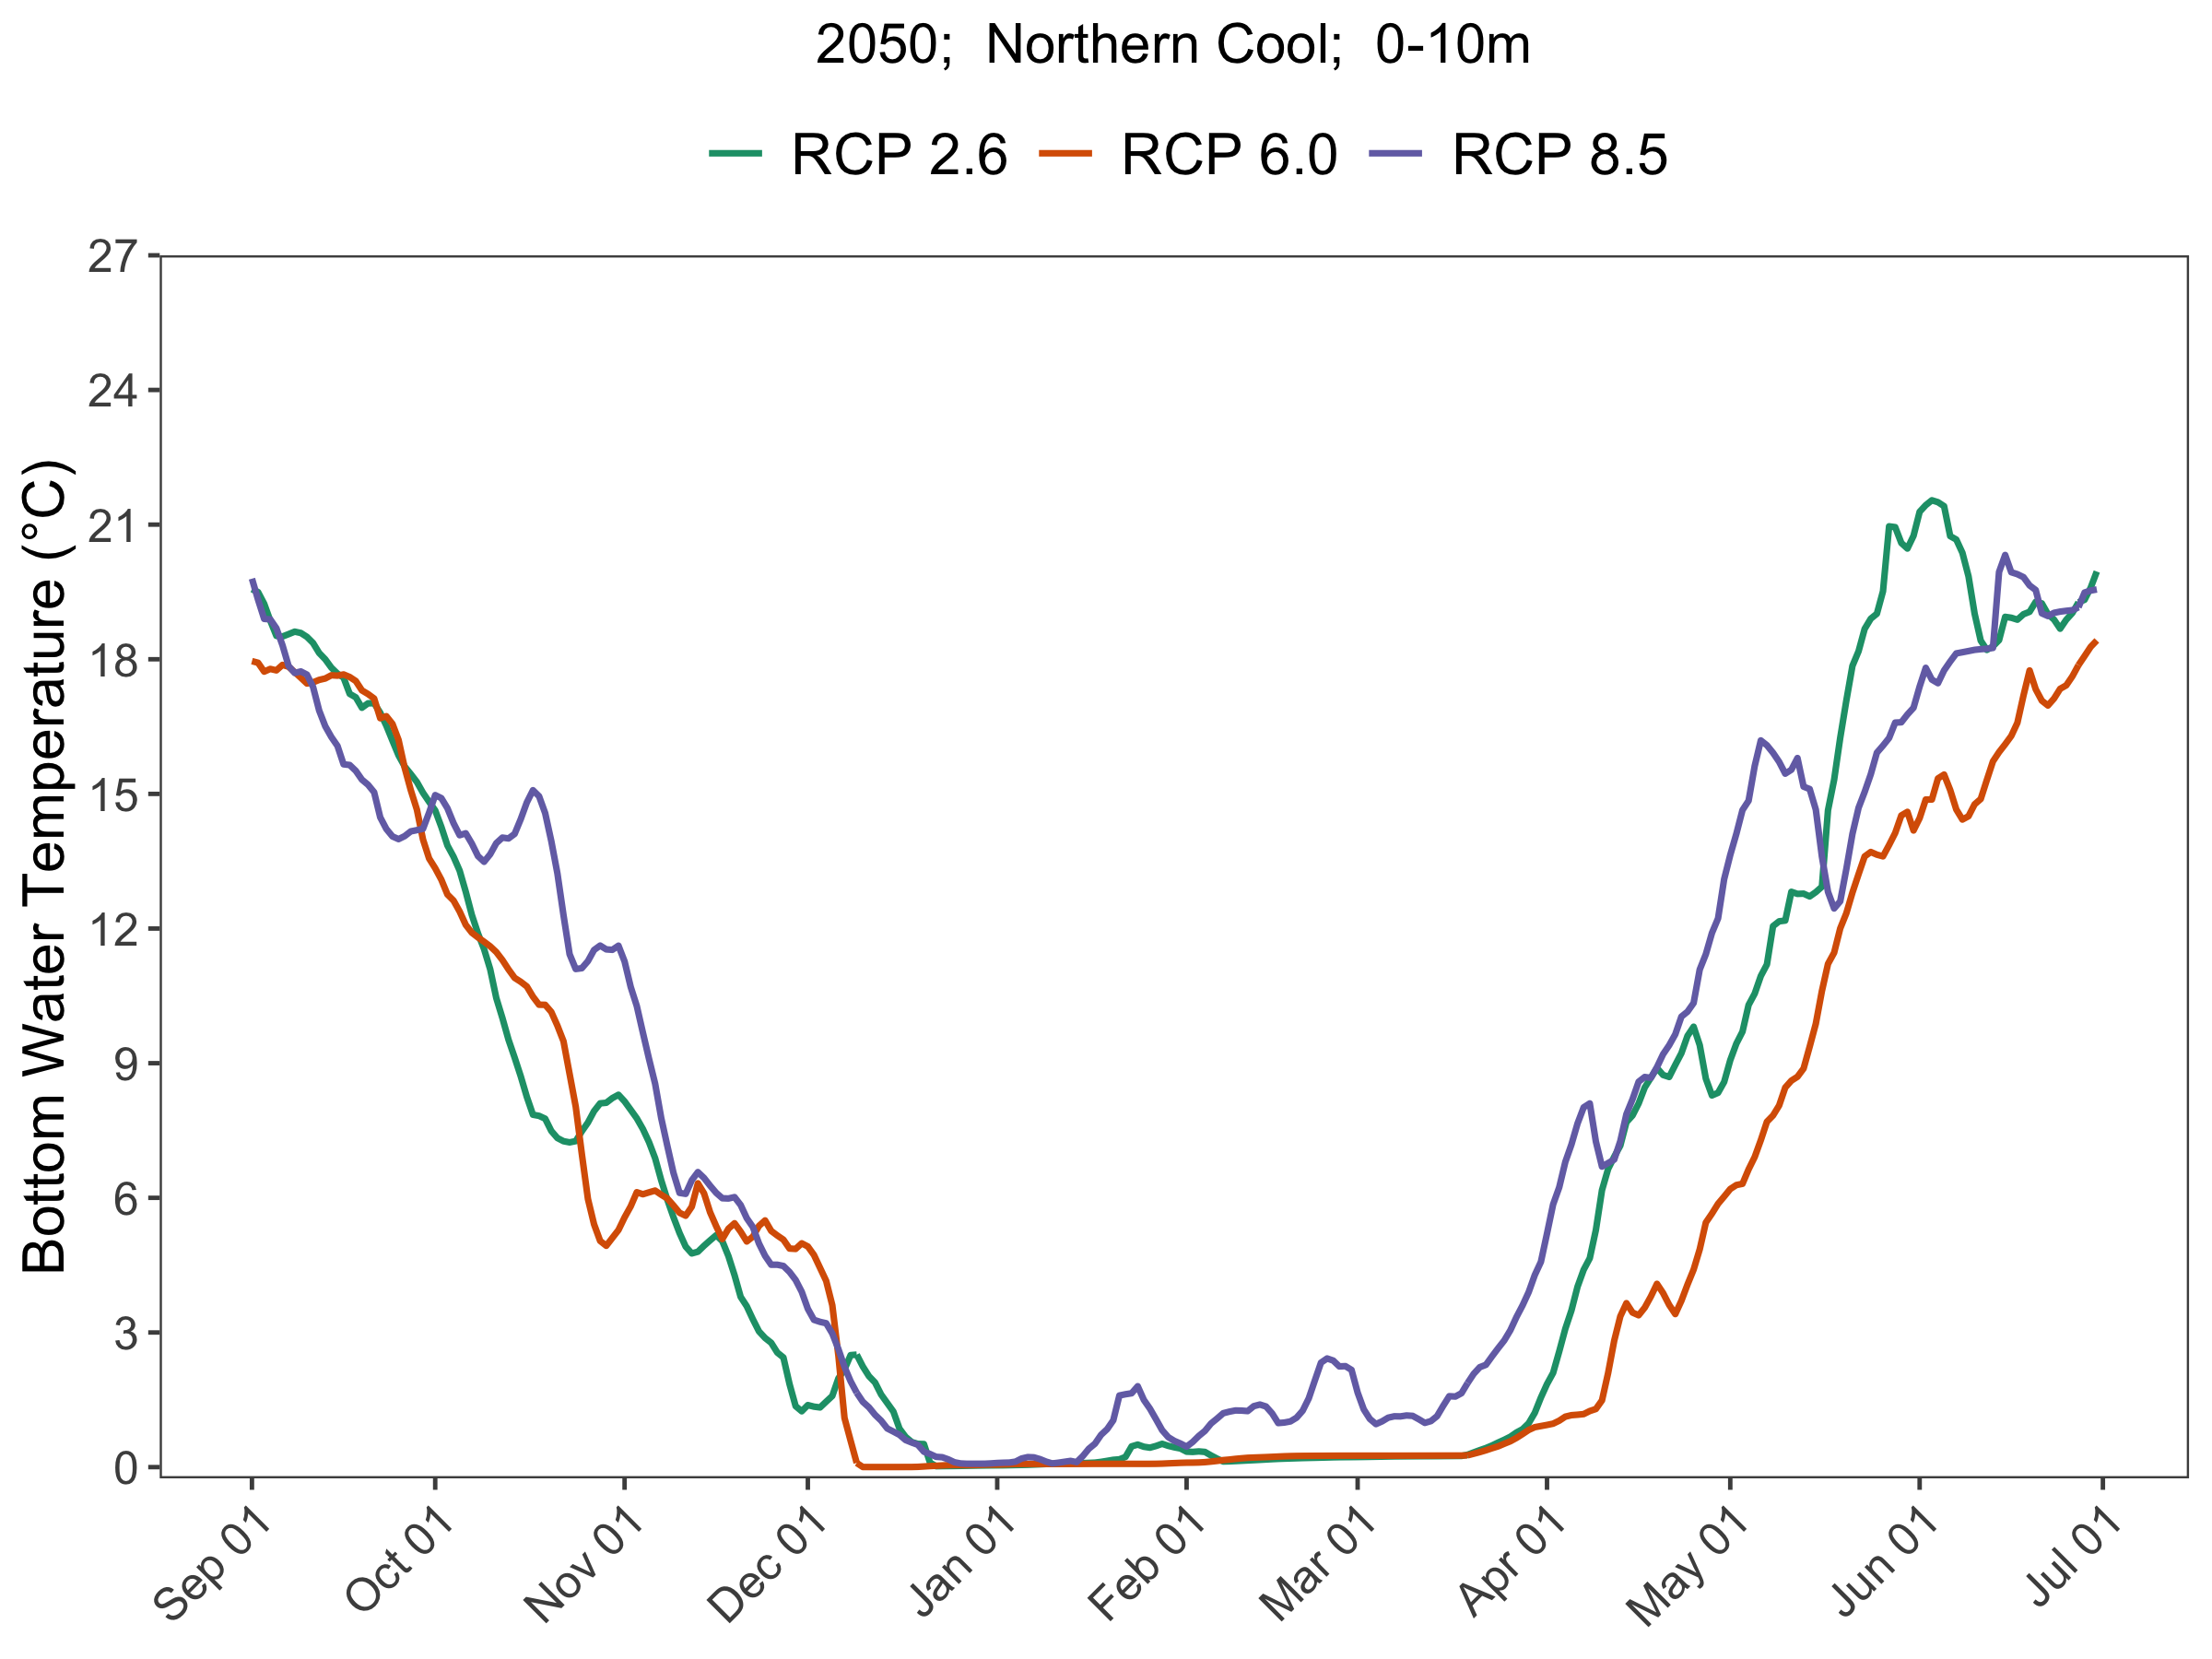 2050;  Northern Cool;  0-10m
RCP 2.6 RCP 6.0 RCP 8.5
Bottom Water Temperature (°C)
27
24
21
18
15
12
9
6
3
0
Sep 01 Oct 01 Nov 01 Dec 01 Jan 01 Feb 01 Mar 01 Apr 01 May 01 Jun 01 Jul 01